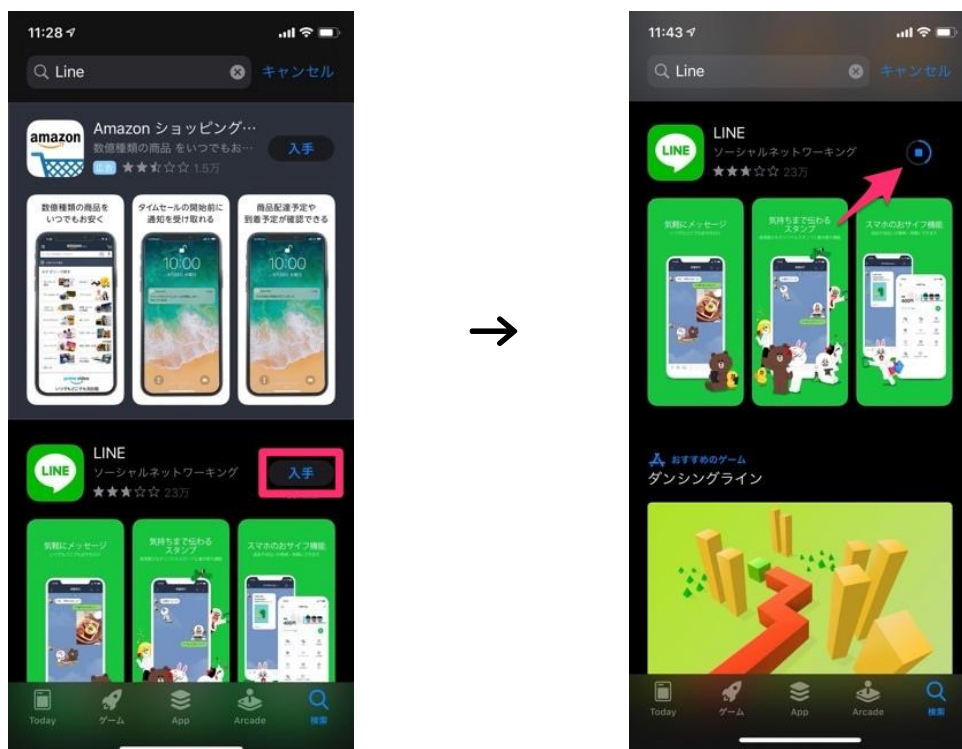 11:28
Line
キャンセル
amazon
Amazon ショッピング…
数億種類の商品 をいつでもお…
広告
1.5万
入手
数億種類の商品を
いつでもお安く
タイムセールの開始前に
通知を受け取れる
商品配達予定や
到着予定が確認できる
10:00
10:00
prime video
LINE
LINE
ソーシャルネットワーキング
23万
入手
気軽にメッセージ
気持ちまで伝わる
スタンプ
スマホのおサイフ機能
Today
ゲーム
App
Arcade
検索
→
11:43
Line
キャンセル
LINE
LINE
ソーシャルネットワーキング
23万
気軽にメッセージ
気持ちまで伝わる
スタンプ
スマホのおサイフ機能
おすすめのゲーム
ダンシングライン
Today
ゲーム
App
Arcade
検索